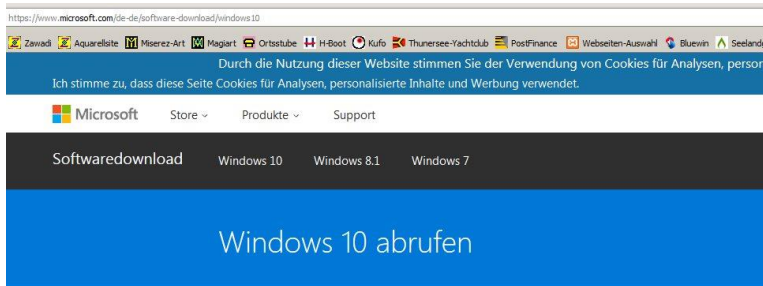 https://www.microsoft.com/de-de/software-download/windows10
Zawadi Aquarellsite Miserez-Art Magiart Ortsstube H-Boot Kufo Thunersee-Yachtclub PostFinance Webseiten-Auswahl Bluewin Seeland
Durch die Nutzung dieser Website stimmen Sie der Verwendung von Cookies für Analysen, person
Ich stimme zu, dass diese Seite Cookies für Analysen, personalisierte Inhalte und Werbung verwendet.
Microsoft Store Produkte Support
Softwaredownload Windows 10 Windows 8.1 Windows 7
Windows 10 abrufen